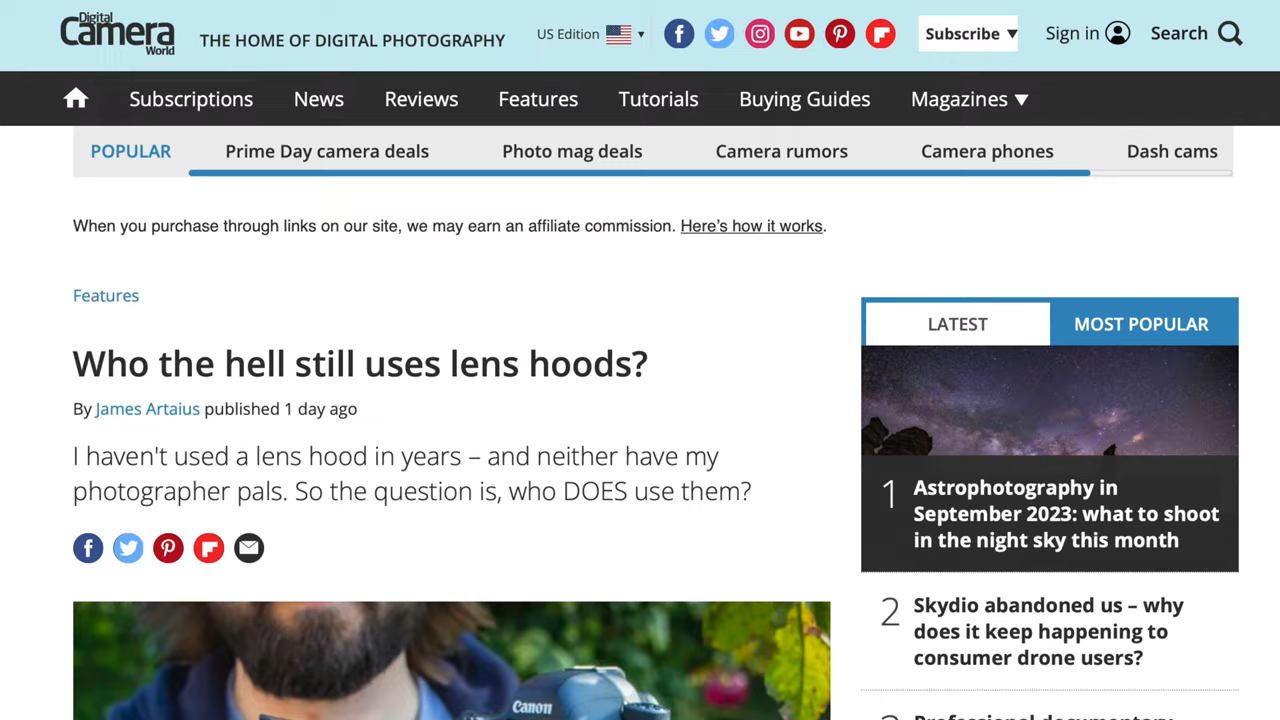 Digital
Camera
World
THE HOME OF DIGITAL PHOTOGRAPHY
US Edition
Subscribe ▼
Sign in
Search
Subscriptions
News
Reviews
Features
Tutorials
Buying Guides
Magazines ▼
POPULAR
Prime Day camera deals
Photo mag deals
Camera rumors
Camera phones
Dash cams
When you purchase through links on our site, we may earn an affiliate commission. Here’s how it works.
Features
Who the hell still uses lens hoods?
By James Artaius published 1 day ago
I haven't used a lens hood in years – and neither have my
photographer pals. So the question is, who DOES use them?
Canon
LATEST
MOST POPULAR
1
Astrophotography in
September 2023: what to shoot
in the night sky this month
2
Skydio abandoned us – why
does it keep happening to
consumer drone users?
Professional documentary